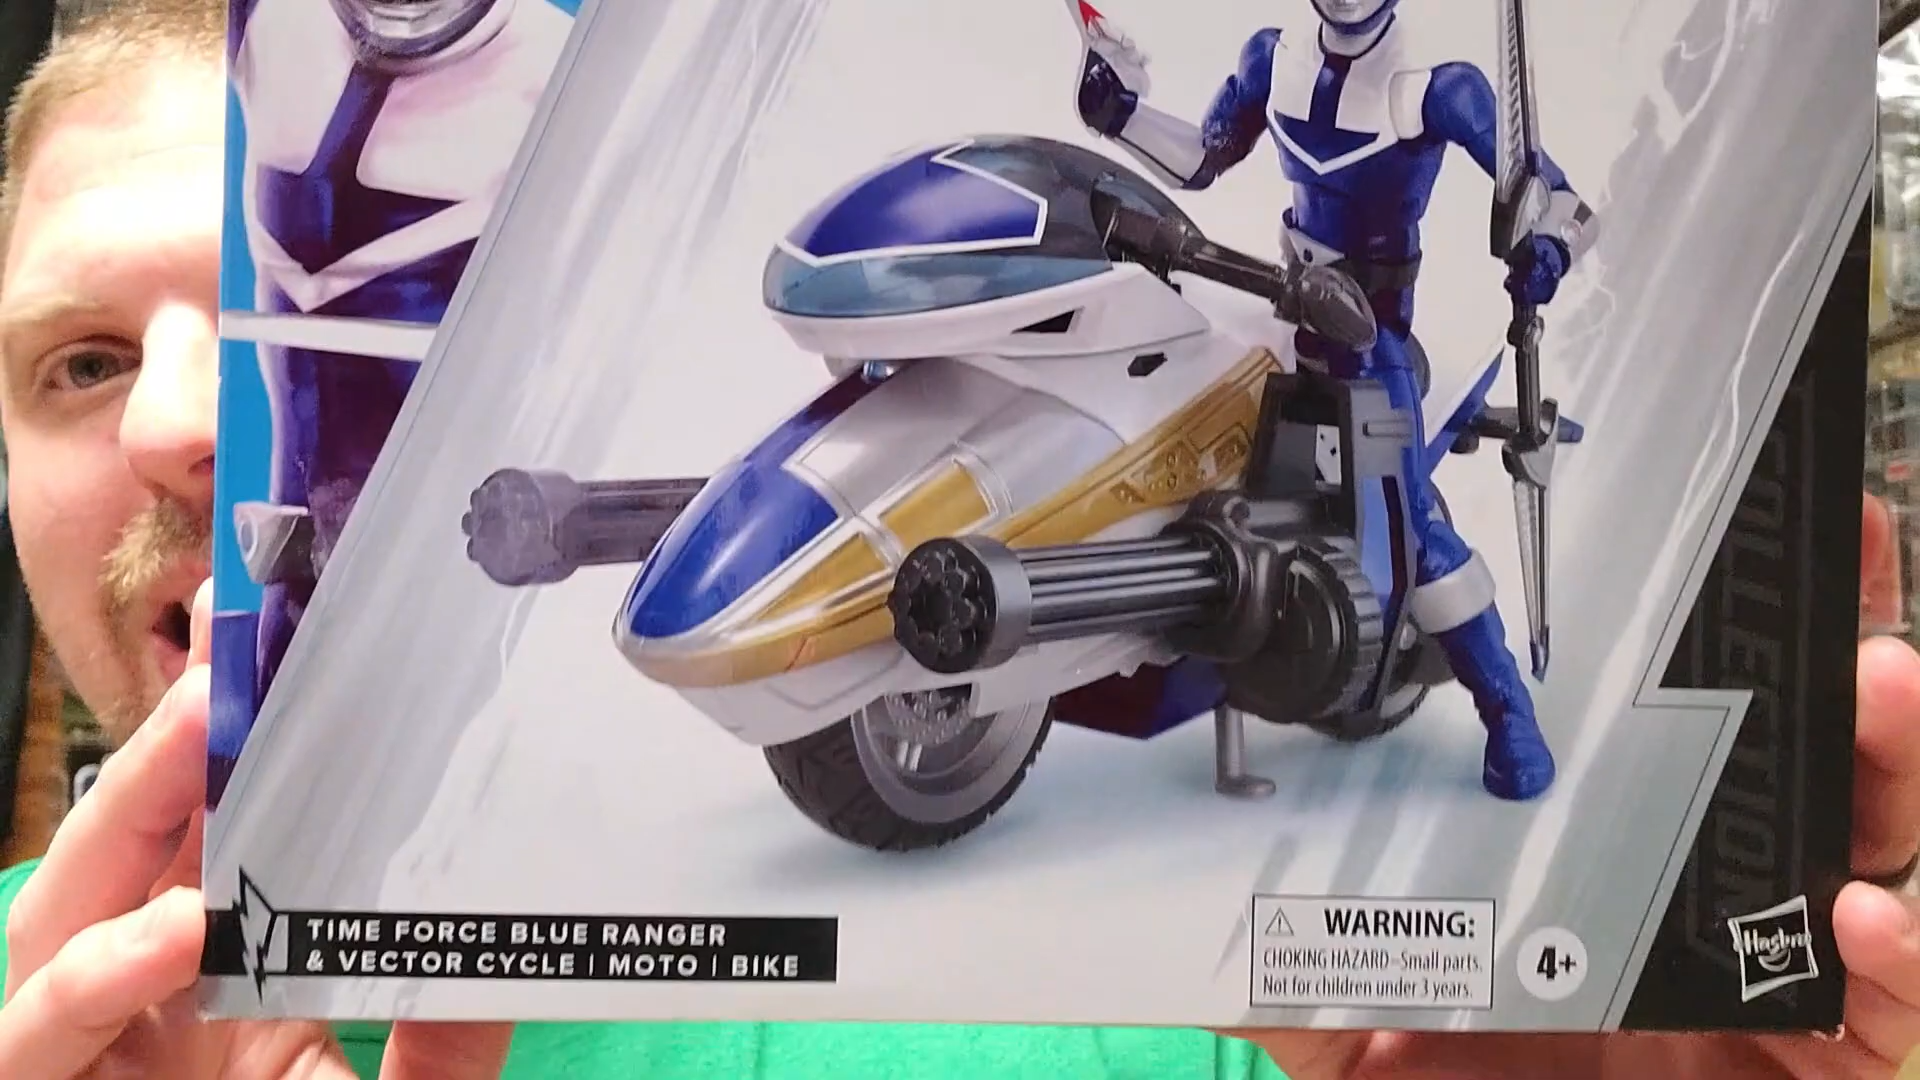 COLLECTION
TIME FORCE BLUE RANGER
& VECTOR CYCLE | MOTO | BIKE
WARNING:
CHOKING HAZARD–Small parts.
Not for children under 3 years.
4+
Hasbro